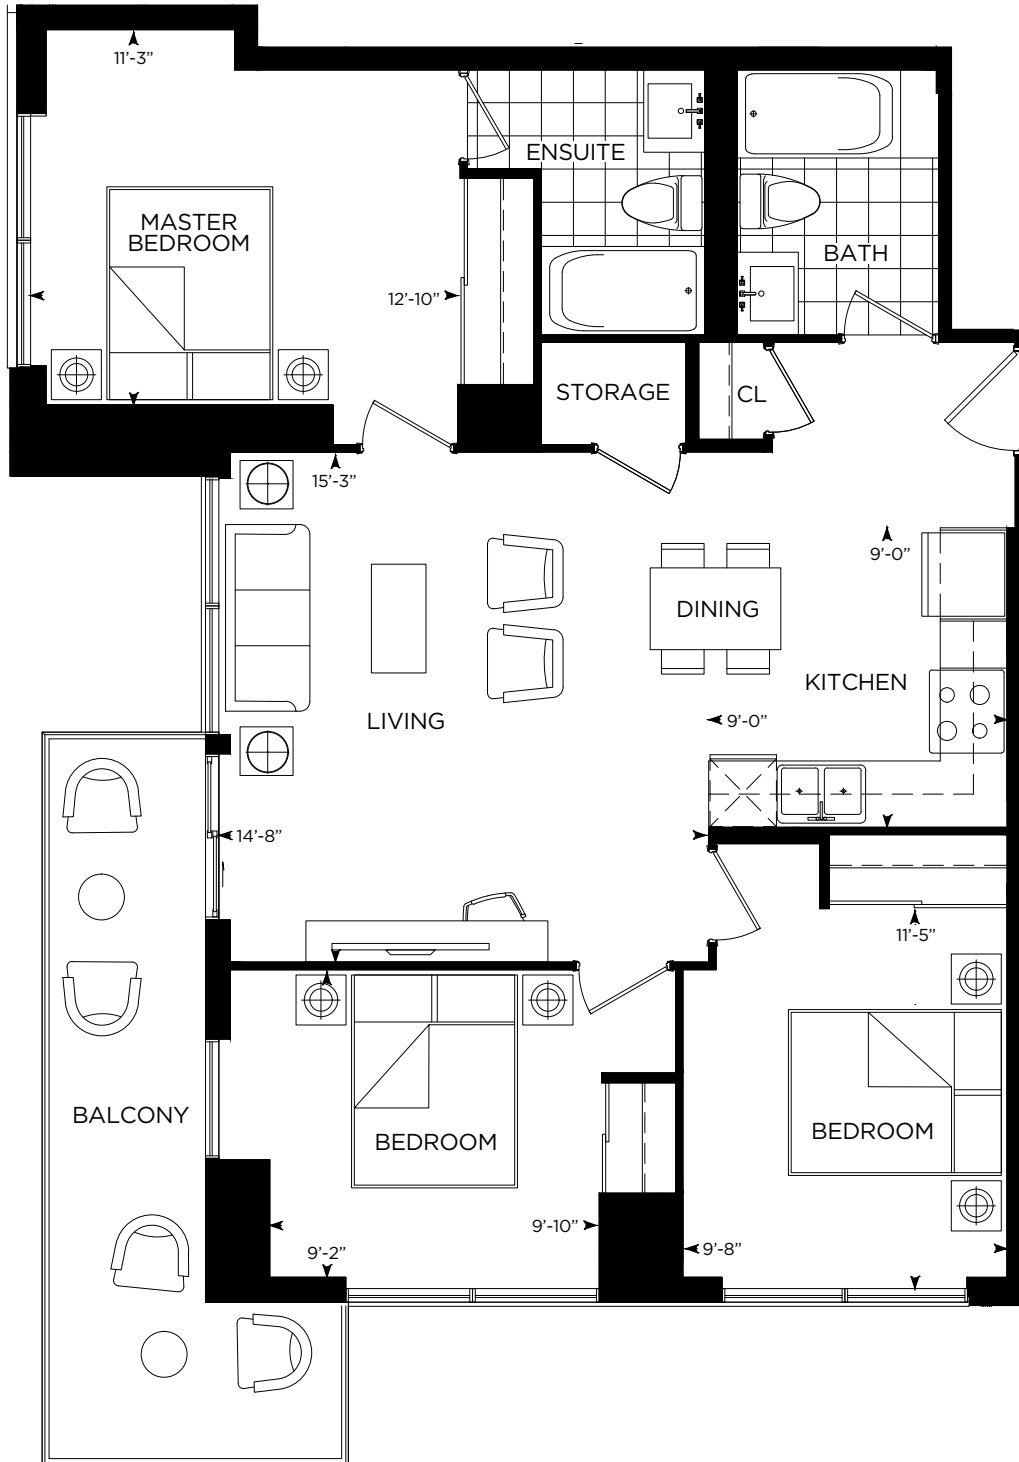 11'-3"
ENSUITE
MASTER
BEDROOM
BATH
12'-10"
STORAGE
CL
15'-3"
9'-0"
DINING
KITCHEN
LIVING
9'-0"
14'-8"
11'-5"
BALCONY
BEDROOM
BEDROOM
9'-10"
9'-2"
9'-8"